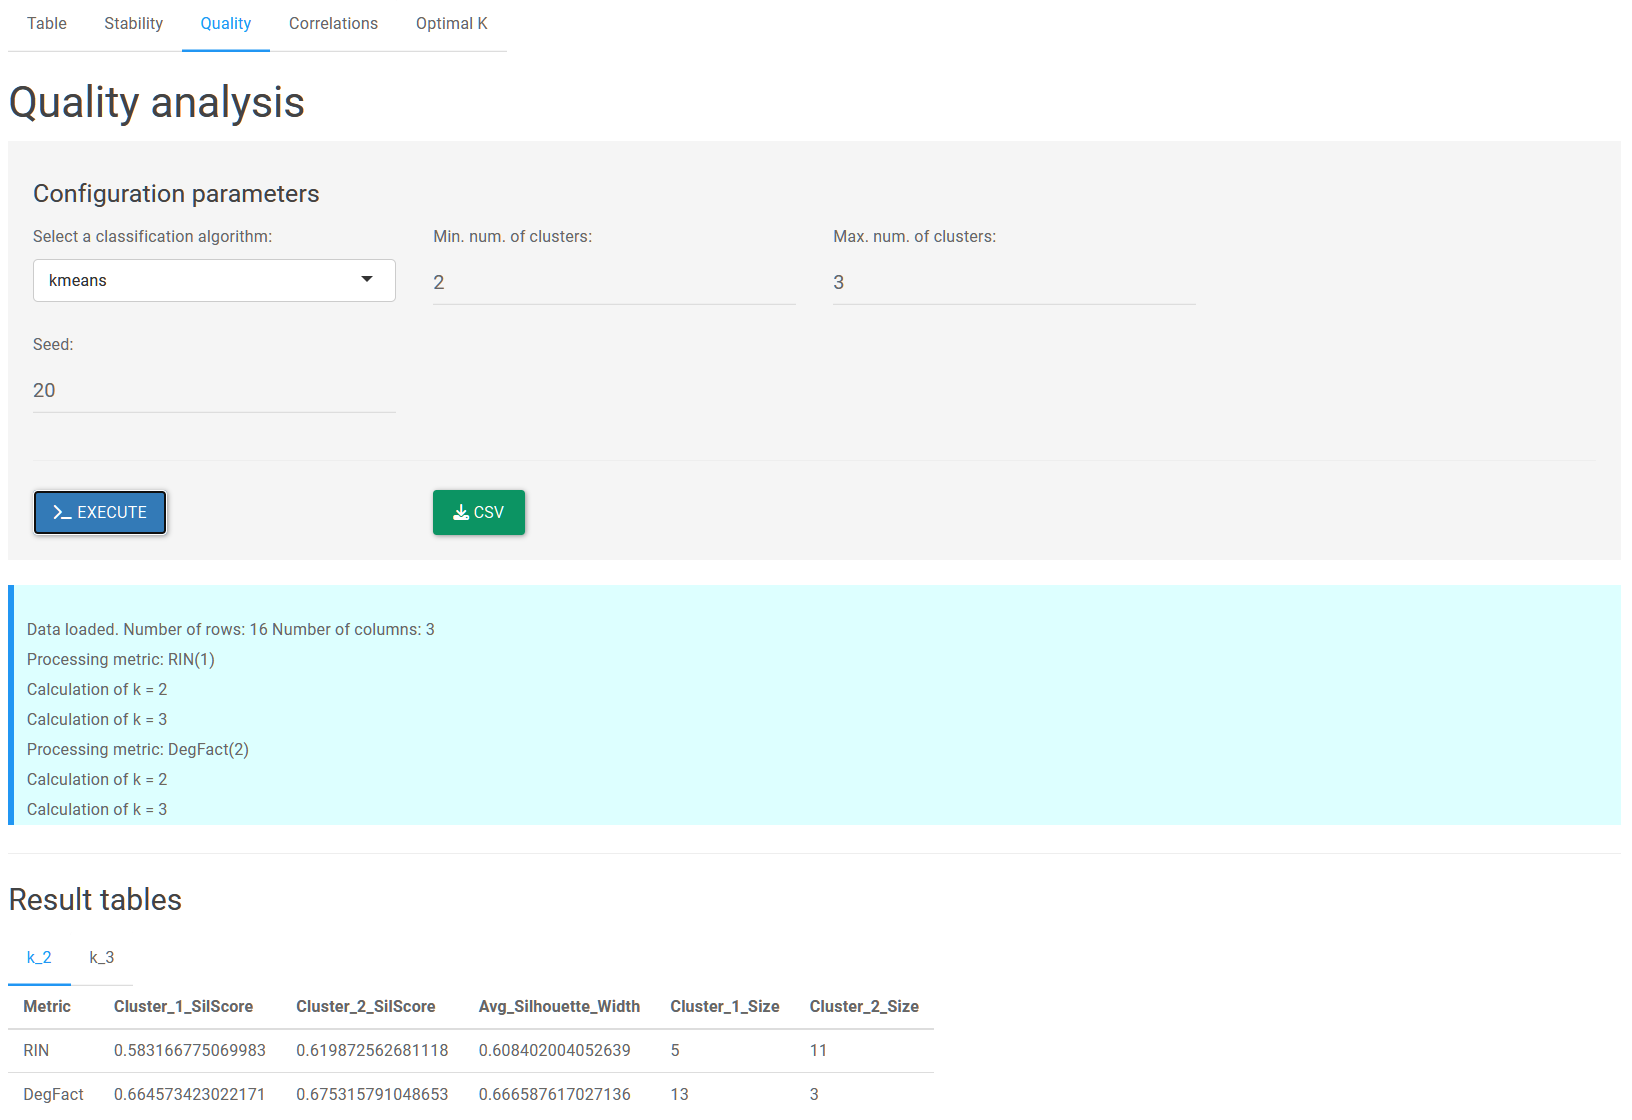 Table Stability Quality Correlations Optimal K
Quality analysis
Configuration parameters
Select a classification algorithm: Min. num. of clusters: Max. num. of clusters:
kmeans 2 3
Seed:
20
EXECUTE CSV
Data loaded. Number of rows: 16 Number of columns: 3
Processing metric: RIN(1)
Calculation of k = 2
Calculation of k = 3
Processing metric: DegFact(2)
Calculation of k = 2
Calculation of k = 3
Result tables
k_2 k_3
Metric Cluster_1_SilScore Cluster_2_SilScore Avg_Silhouette_Width Cluster_1_Size Cluster_2_Size
RIN 0.583166775069983 0.619872562681118 0.608402004052639 5 11
DegFact 0.664573423022171 0.675315791048653 0.666587617027136 13 3